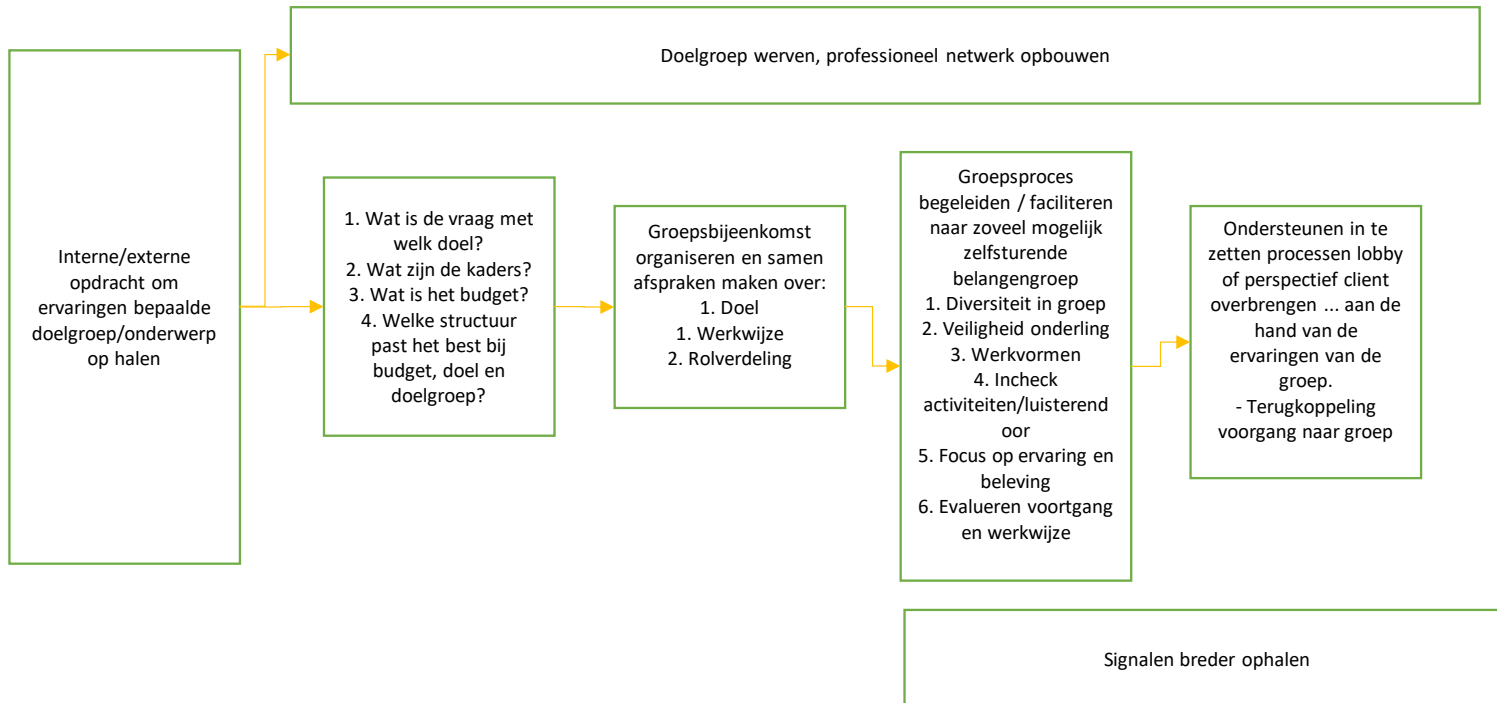 Doelgroep werven, professioneel netwerk opbouwen
Interne/externe
opdracht om
ervaringen bepaalde
doelgroep/onderwerp
op halen
1. Wat is de vraag met
welk doel?
2. Wat zijn de kaders?
3. Wat is het budget?
4. Welke structuur
past het best bij
budget, doel en
doelgroep?
Groepsbijeenkomst
organiseren en samen
afspraken maken over:
1. Doel
1. Werkwijze
2. Rolverdeling
Groepsproces
begeleiden / faciliteren
naar zoveel mogelijk
zelfsturende
belangengroep
1. Diversiteit in groep
2. Veiligheid onderling
3. Werkvormen
4. Incheck
activiteiten/luisterend
oor
5. Focus op ervaring en
beleving
6. Evalueren voortgang
en werkwijze
Ondersteunen in te
zetten processen lobby
of perspectief client
overbrengen ... aan de
hand van de
ervaringen van de
groep.
- Terugkoppeling
voorgang naar groep
Signalen breder ophalen